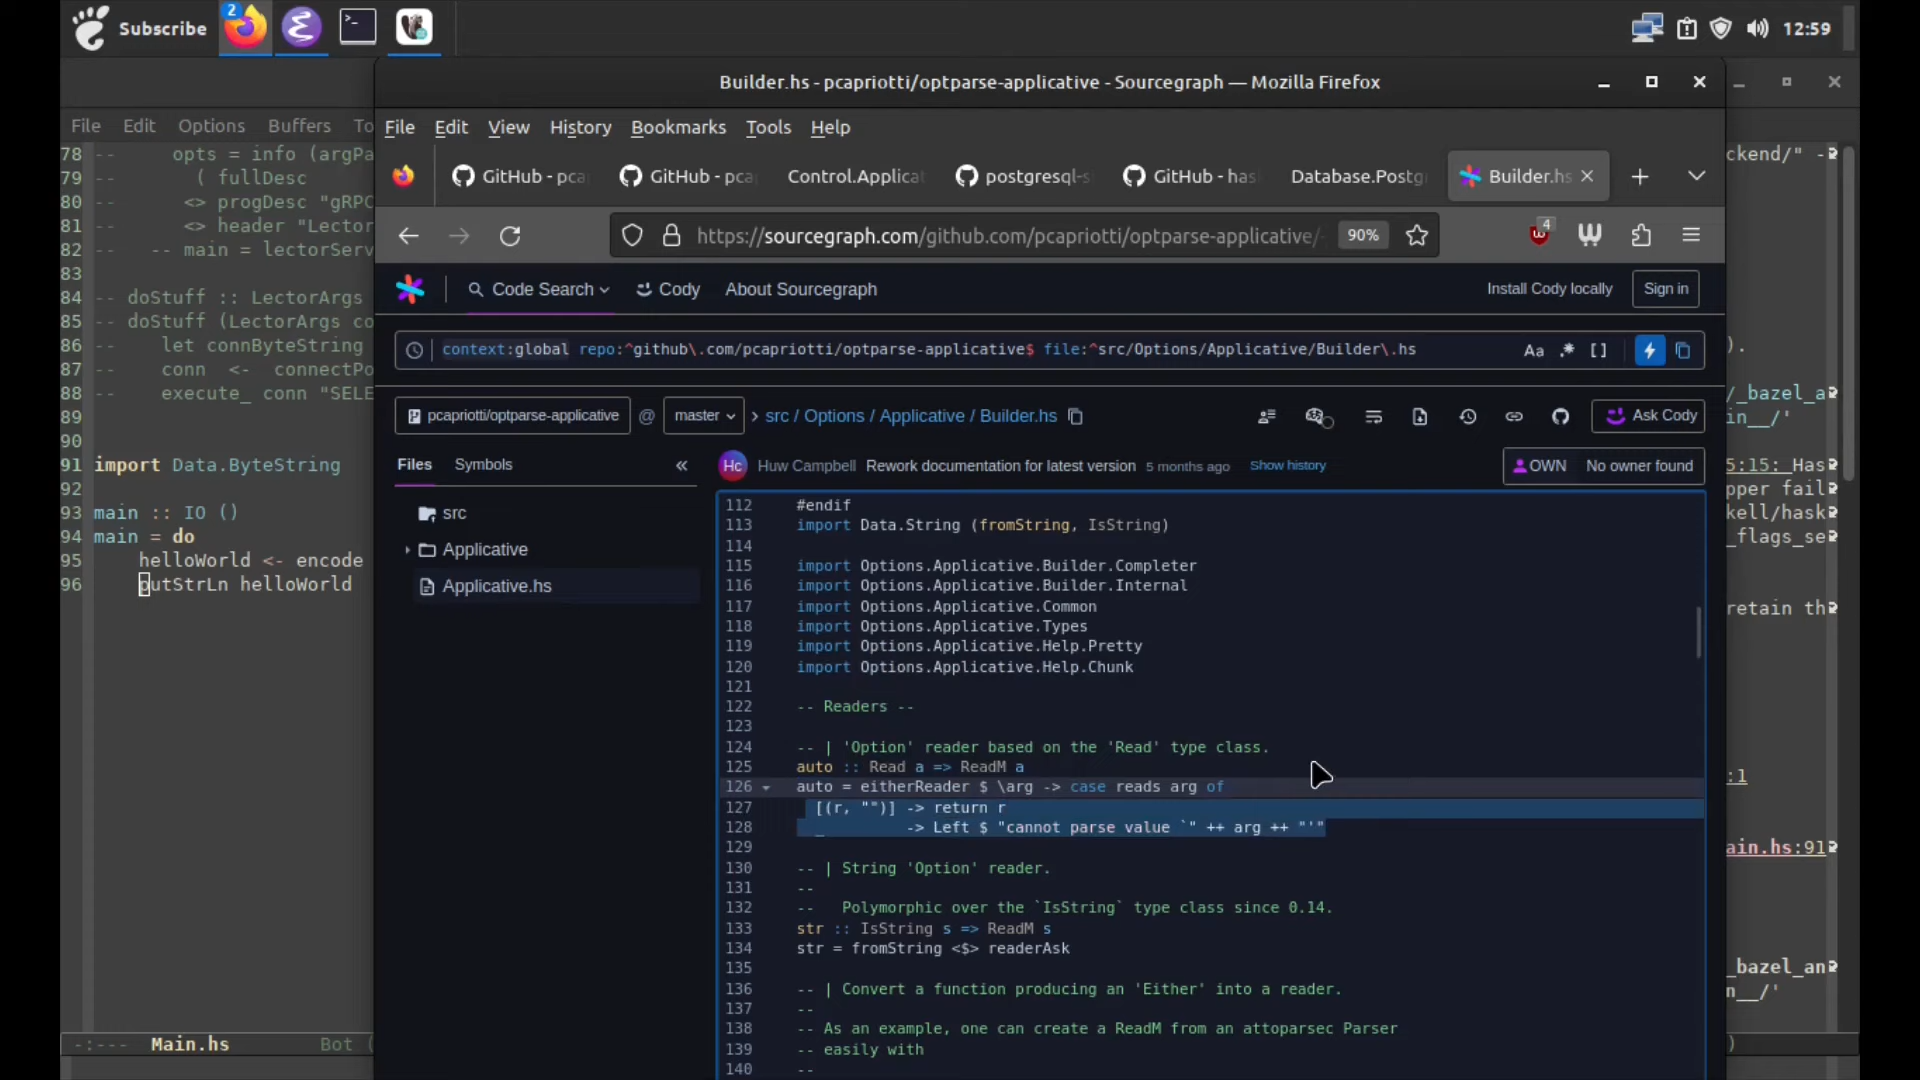 Subscribe
2
12:59
Builder.hs - pcapriotti/optparse-applicative - Sourcegraph — Mozilla Firefox
File Edit Options Buffers To
File Edit View History Bookmarks Tools Help
GitHub - pca
GitHub - pca
Control.Applicat
postgresql-s
GitHub - has
Database.Postg
Builder.hs
https://sourcegraph.com/github.com/pcapriotti/optparse-applicative/-
90%
4
Code Search
Cody
About Sourcegraph
Install Cody locally
Sign in
context:global repo:^github\.com/pcapriotti/optparse-applicative$ file:^src/Options/Applicative/Builder\.hs
Aa .* []
pcapriotti/optparse-applicative @ master > src / Options / Applicative / Builder.hs
Ask Cody
Files Symbols «
Hc Huw Campbell Rework documentation for latest version 5 months ago Show history
OWN No owner found
src
Applicative
Applicative.hs
112 #endif
113 import Data.String (fromString, IsString)
114
115 import Options.Applicative.Builder.Completer
116 import Options.Applicative.Builder.Internal
117 import Options.Applicative.Common
118 import Options.Applicative.Types
119 import Options.Applicative.Help.Pretty
120 import Options.Applicative.Help.Chunk
121
122 -- Readers --
123
124 -- | 'Option' reader based on the 'Read' type class.
125 auto :: Read a => ReadM a
126 auto = eitherReader $ \arg -> case reads arg of
127   [(r, "")] -> return r
128   _         -> Left $ "cannot parse value `" ++ arg ++ "'"
129
130 -- | String 'Option' reader.
131 --
132 --   Polymorphic over the `IsString` type class since 0.14.
133 str :: IsString s => ReadM s
134 str = fromString <$> readerAsk
135
136 -- | Convert a function producing an 'Either' into a reader.
137 --
138 -- As an example, one can create a ReadM from an attoparsec Parser
139 -- easily with
140 --
78 --     opts = info (argPa
79 --       ( fullDesc
80 --      <> progDesc "gRPC
81 --      <> header "Lector
82 --   -- main = lectorServ
83
84 -- doStuff :: LectorArgs
85 -- doStuff (LectorArgs co
86 --    let connByteString
87 --    conn  <-  connectPo
88 --    execute_ conn "SELE
89
90
91 import Data.ByteString
92
93 main :: IO ()
94 main = do
95     helloWorld <- encode
96     putStrLn helloWorld
-:--- Main.hs Bot (
ckend/" -
).
/_bazel_a
in__/'
5:15: Has
pper fail
kell/hask
_flags_se
retain th
:1
ain.hs:91
_bazel_an
n__/'
)